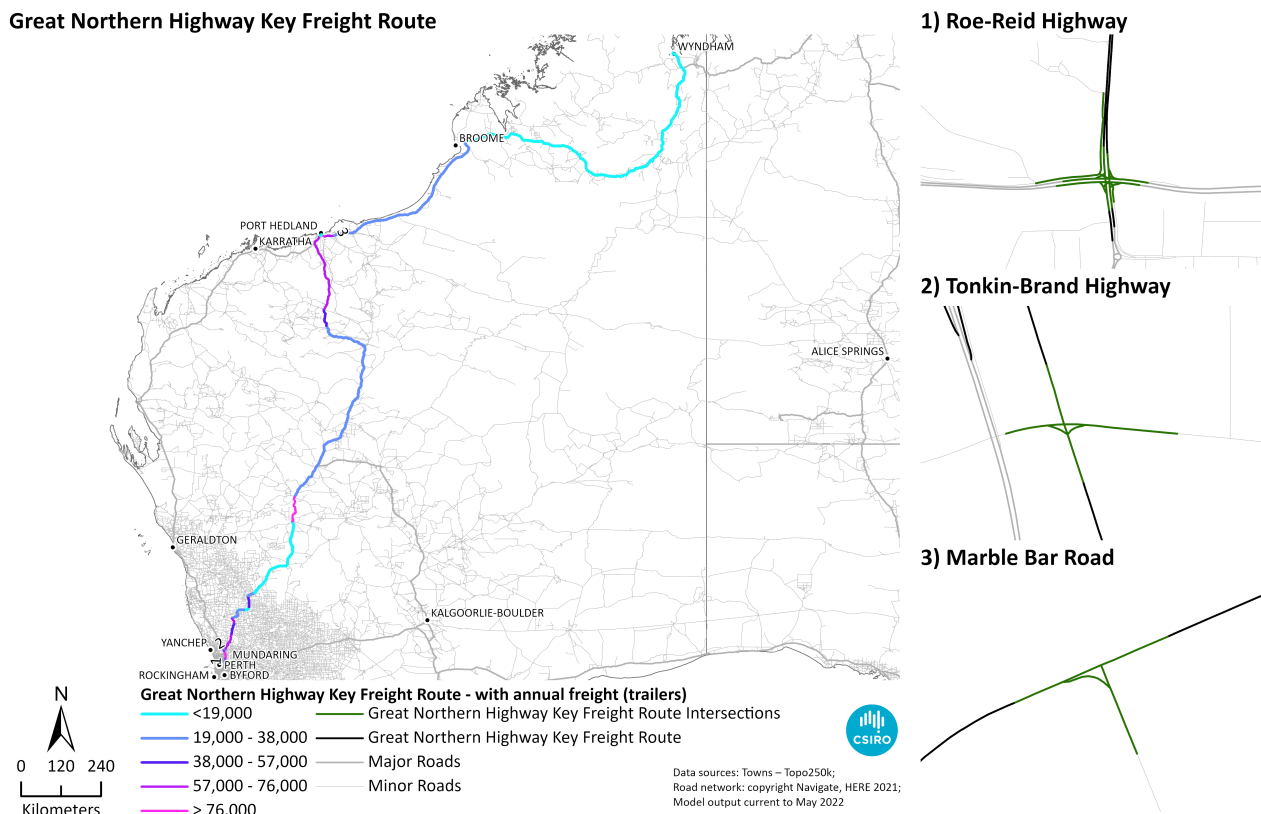 Great Northern Highway Key Freight Route
1) Roe-Reid Highway
WYNDHAM
BROOME
PORT HEDLAND
3
KARRATHA
2) Tonkin-Brand Highway
ALICE SPRINGS
GERALDTON
3) Marble Bar Road
KALGOORLIE-BOULDER
YANCHEP
2
MUNDARING
1
PERTH
ROCKINGHAM
BYFORD
N
0 120 240
Kilometers
Great Northern Highway Key Freight Route - with annual freight (trailers)
<19,000
19,000 - 38,000
38,000 - 57,000
57,000 - 76,000
> 76,000
Great Northern Highway Key Freight Route Intersections
Great Northern Highway Key Freight Route
Major Roads
Minor Roads
CSIRO
Data sources: Towns – Topo250k;
Road network: copyright Navigate, HERE 2021;
Model output current to May 2022